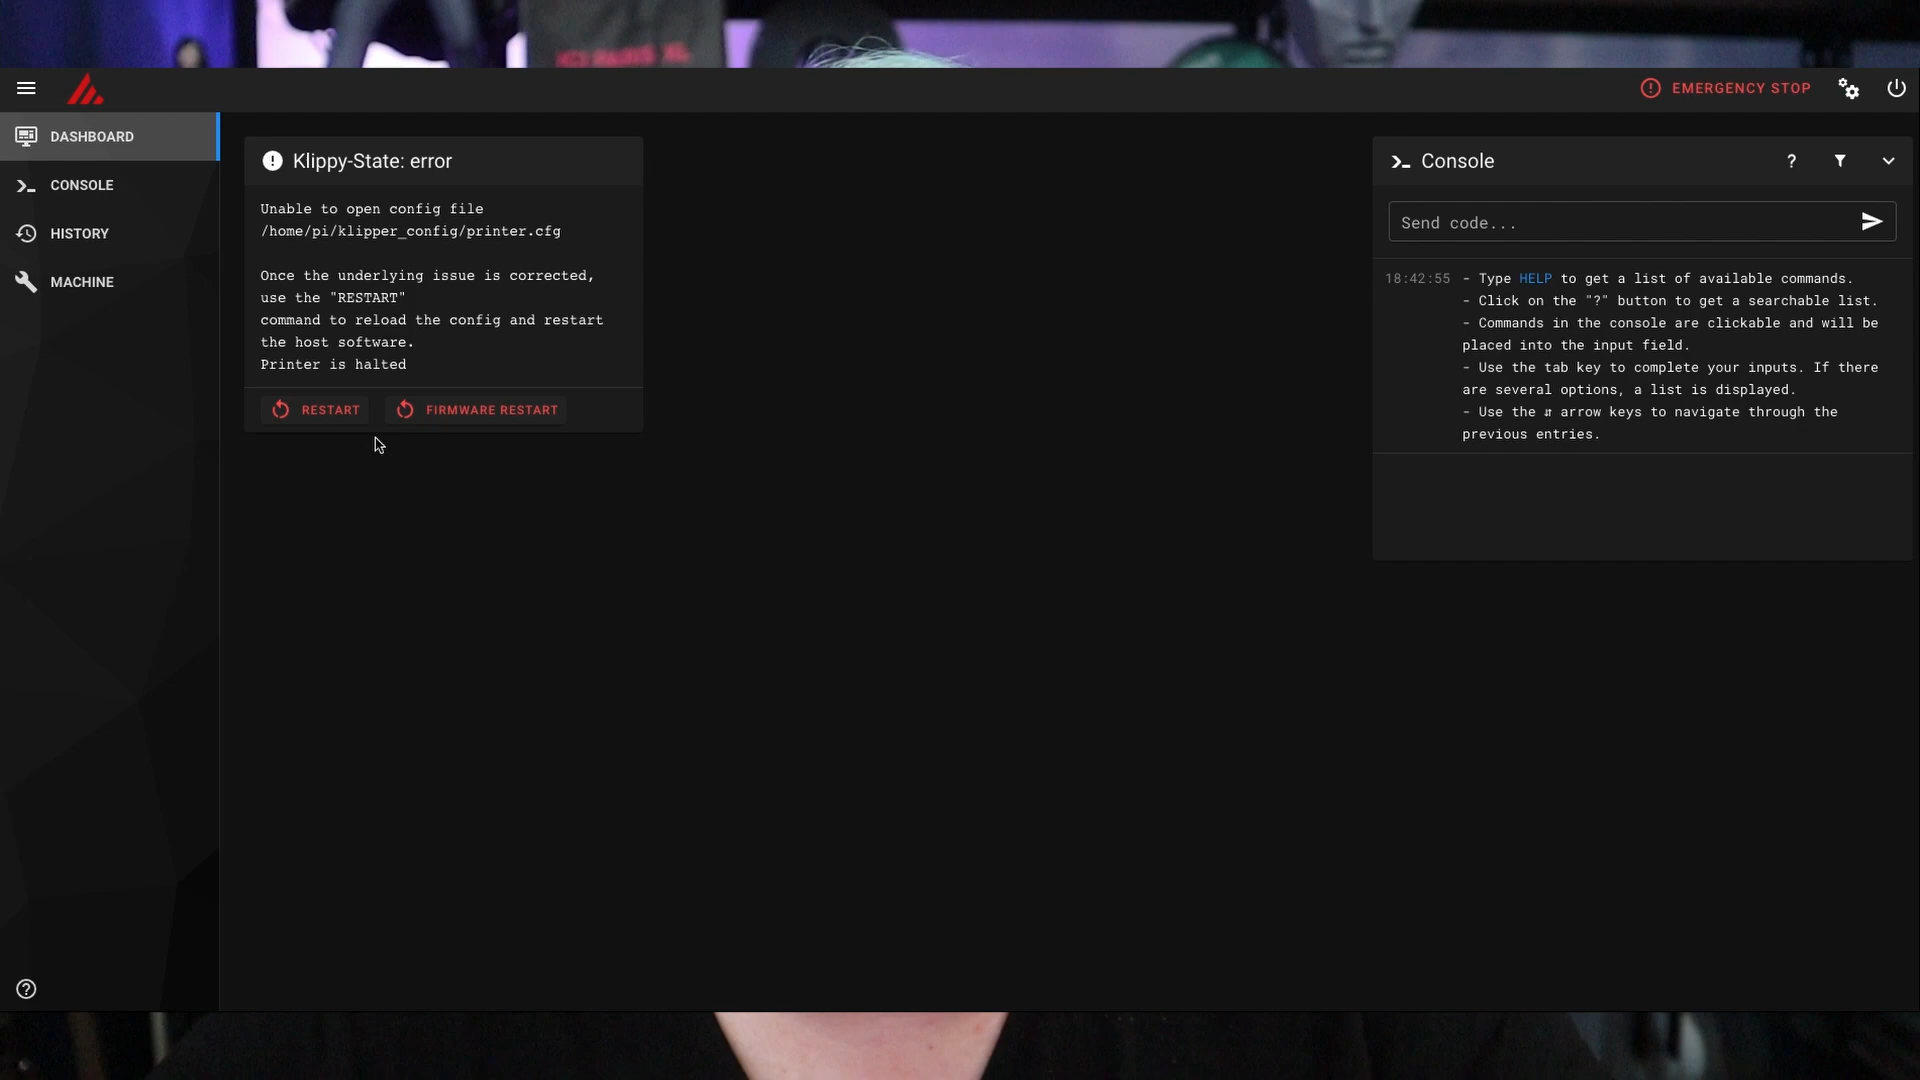 ICI PARIS XL
EMERGENCY STOP
DASHBOARD
CONSOLE
HISTORY
MACHINE
Klippy-State: error
Unable to open config file
/home/pi/klipper_config/printer.cfg
Once the underlying issue is corrected,
use the "RESTART"
command to reload the config and restart
the host software.
Printer is halted
RESTART
FIRMWARE RESTART
Console
?
Send code...
18:42:55
- Type HELP to get a list of available commands.
- Click on the "?" button to get a searchable list.
- Commands in the console are clickable and will be
placed into the input field.
- Use the tab key to complete your inputs. If there
are several options, a list is displayed.
- Use the ⇵ arrow keys to navigate through the
previous entries.